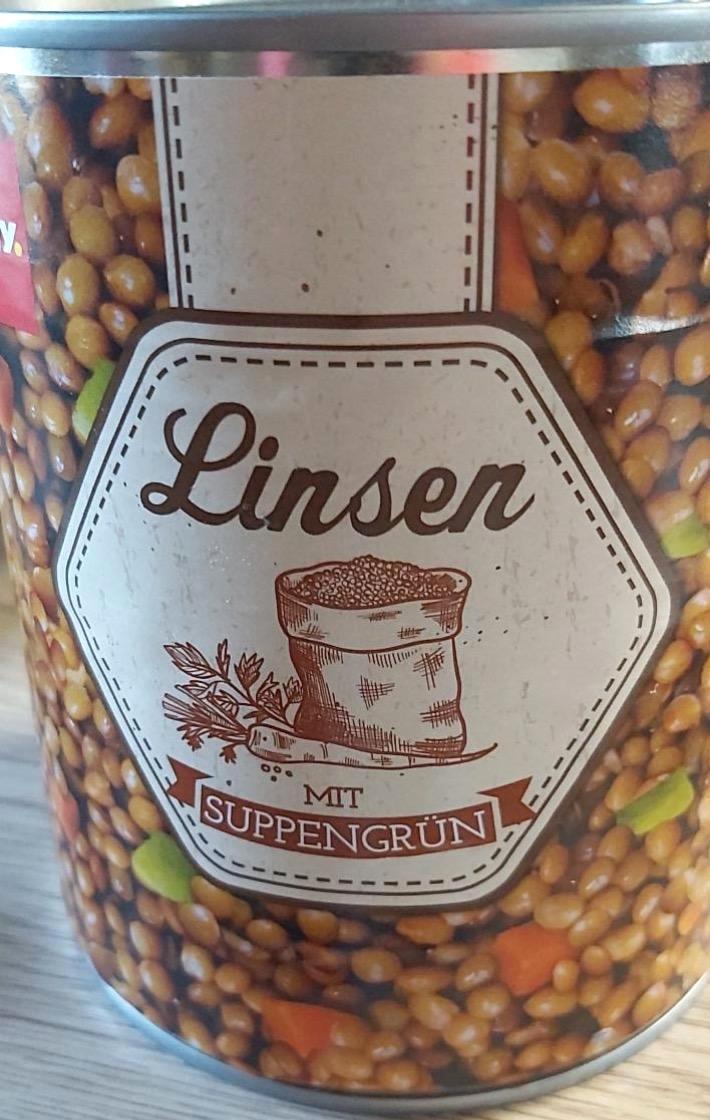 y.
Linsen
MIT
SUPPENGRÜN